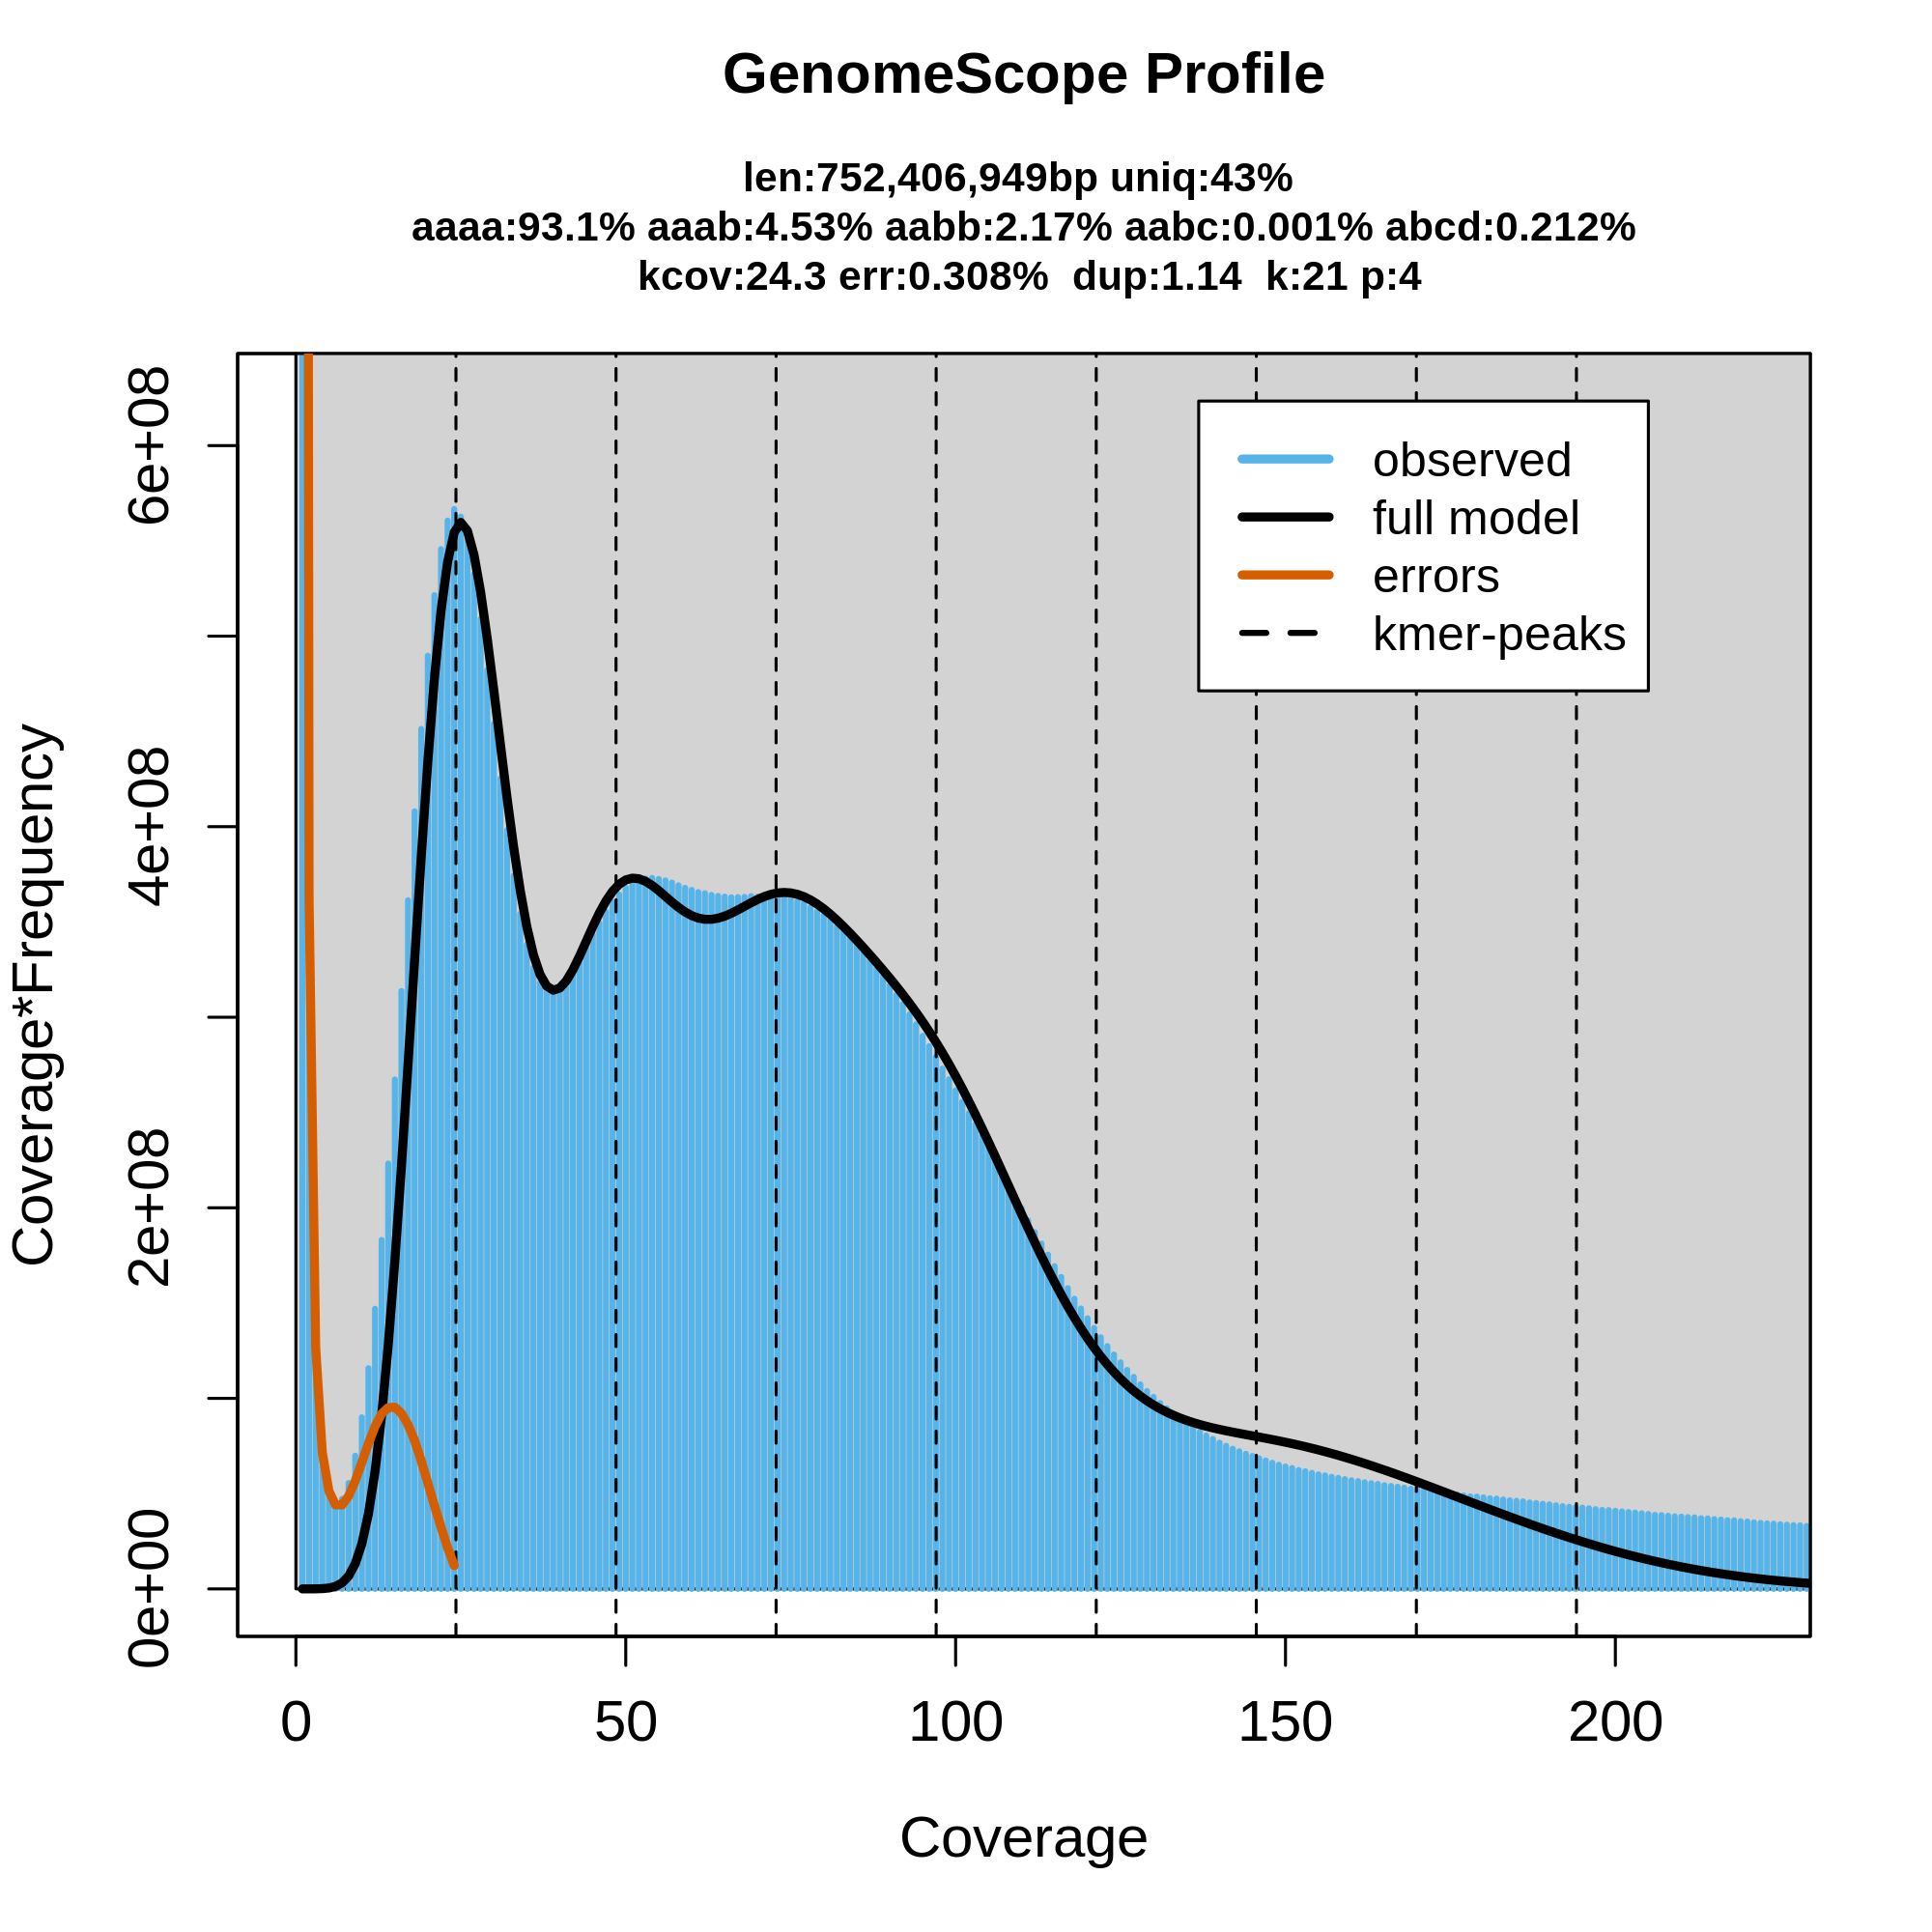 GenomeScope Profile
len:752,406,949bp uniq:43%
aaaa:93.1% aaab:4.53% aabb:2.17% aabc:0.001% abcd:0.212%
kcov:24.3 err:0.308% dup:1.14 k:21 p:4
observed
full model
errors
kmer-peaks
Coverage*Frequency
6e+08
4e+08
2e+08
0e+00
0 50 100 150 200
Coverage